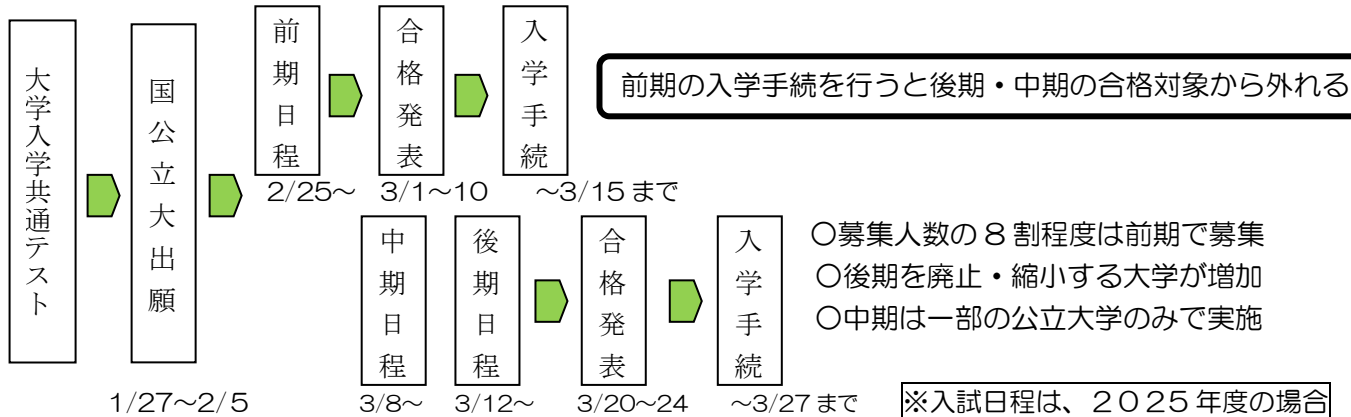 大学入学共通テスト
国公立大出願
1/27～2/5
前期日程
2/25～
合格発表
3/1～10
入学手続
～3/15まで
前期の入学手続を行うと後期・中期の合格対象から外れる
中期日程
3/8～
後期日程
3/12～
合格発表
3/20～24
入学手続
～3/27まで
〇募集人数の8割程度は前期で募集
〇後期を廃止・縮小する大学が増加
〇中期は一部の公立大学のみで実施
※入試日程は、2025年度の場合